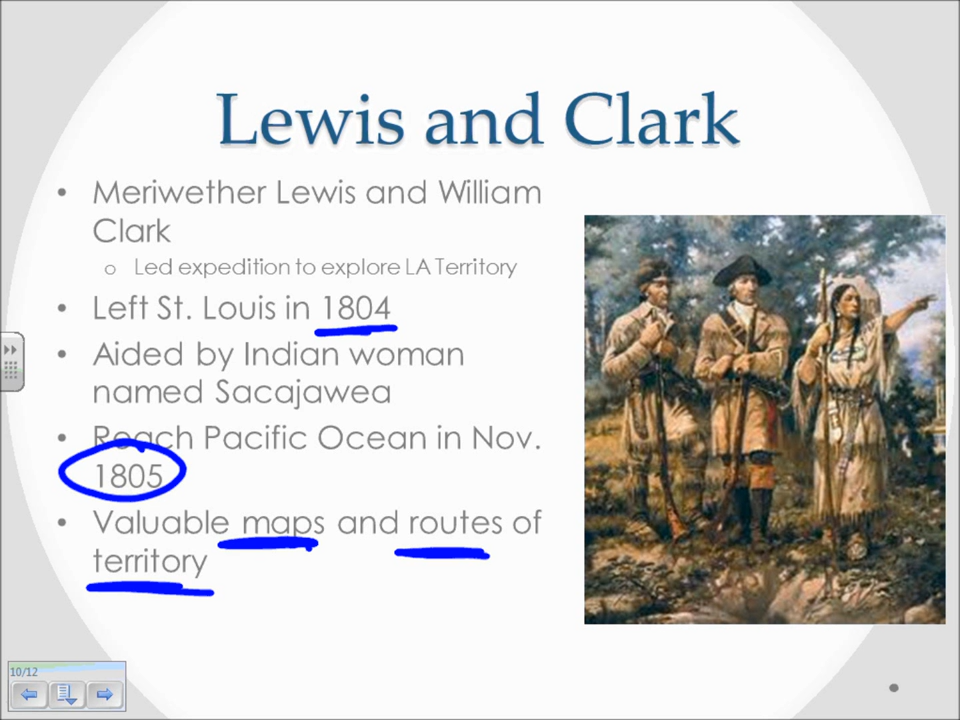 Lewis and Clark
• Meriwether Lewis and William
Clark
o Led expedition to explore LA Territory
• Left St. Louis in 1804
• Aided by Indian woman
named Sacajawea
• Reach Pacific Ocean in Nov.
1805
• Valuable maps and routes of
territory
10/12